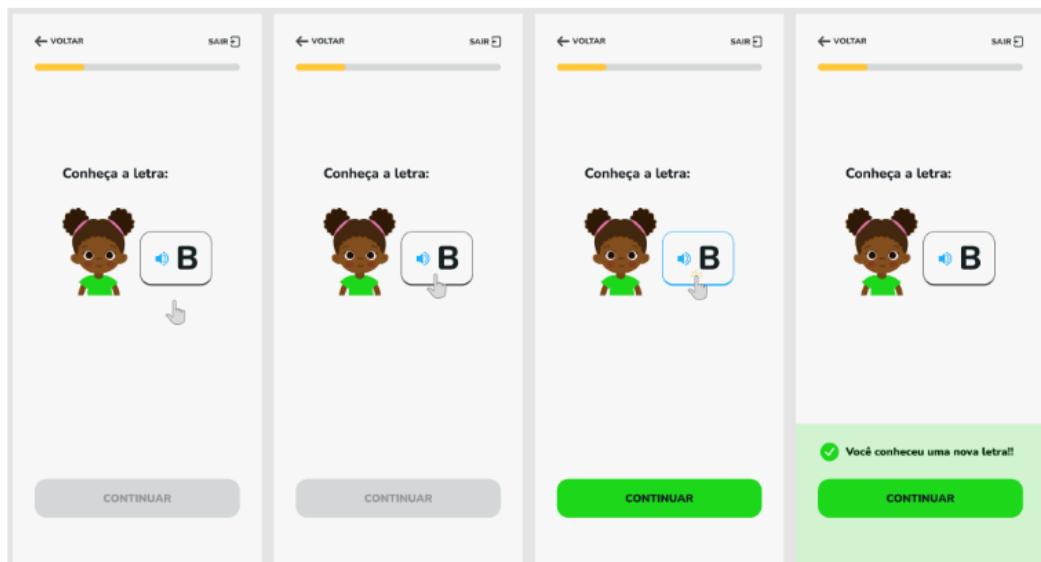 VOLTAR SAIR
Conheça a letra:
B
CONTINUAR
VOLTAR SAIR
Conheça a letra:
B
CONTINUAR
VOLTAR SAIR
Conheça a letra:
B
CONTINUAR
VOLTAR SAIR
Conheça a letra:
B
Você conheceu uma nova letra!!
CONTINUAR